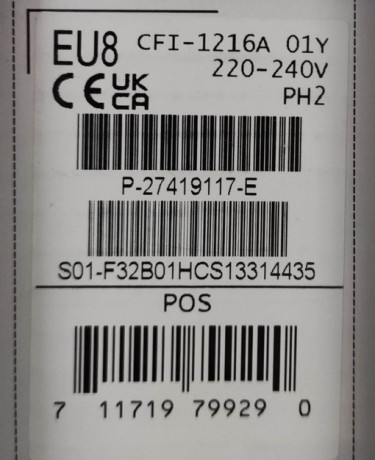 EU8 CFI-1216A 01Y
220-240V
CE UK
CA PH2
P-27419117-E
S01-F32B01HCS13314435
POS
7 11719 79929 0